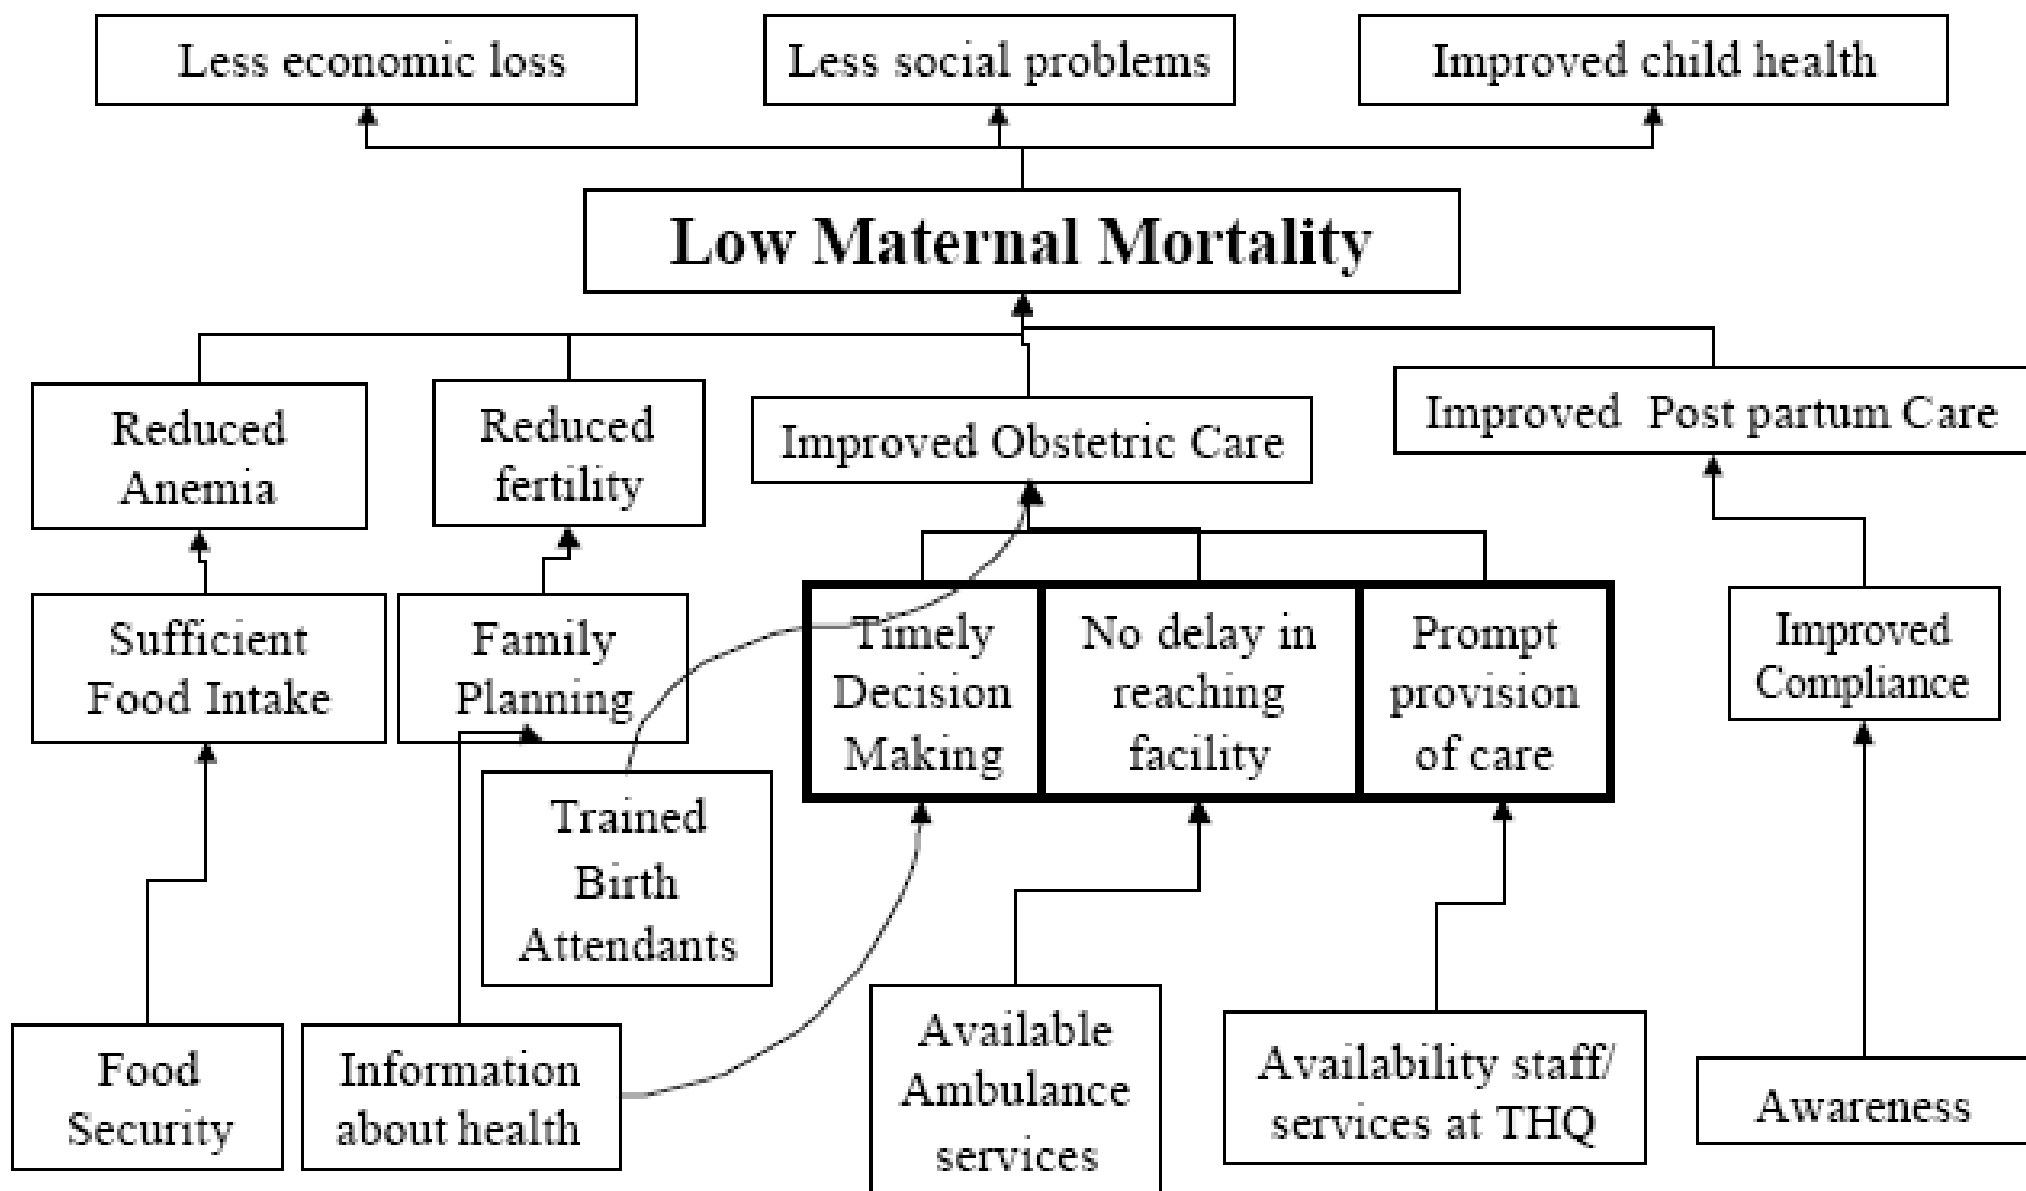 Less economic loss
Less social problems
Improved child health
Low Maternal Mortality
Reduced
Anemia
Reduced
fertility
Improved Obstetric Care
Improved Post partum Care
Sufficient
Food Intake
Family
Planning
Timely
Decision
Making
No delay in
reaching
facility
Prompt
provision
of care
Improved
Compliance
Trained
Birth
Attendants
Food
Security
Information
about health
Available
Ambulance
services
Availability staff/
services at THQ
Awareness